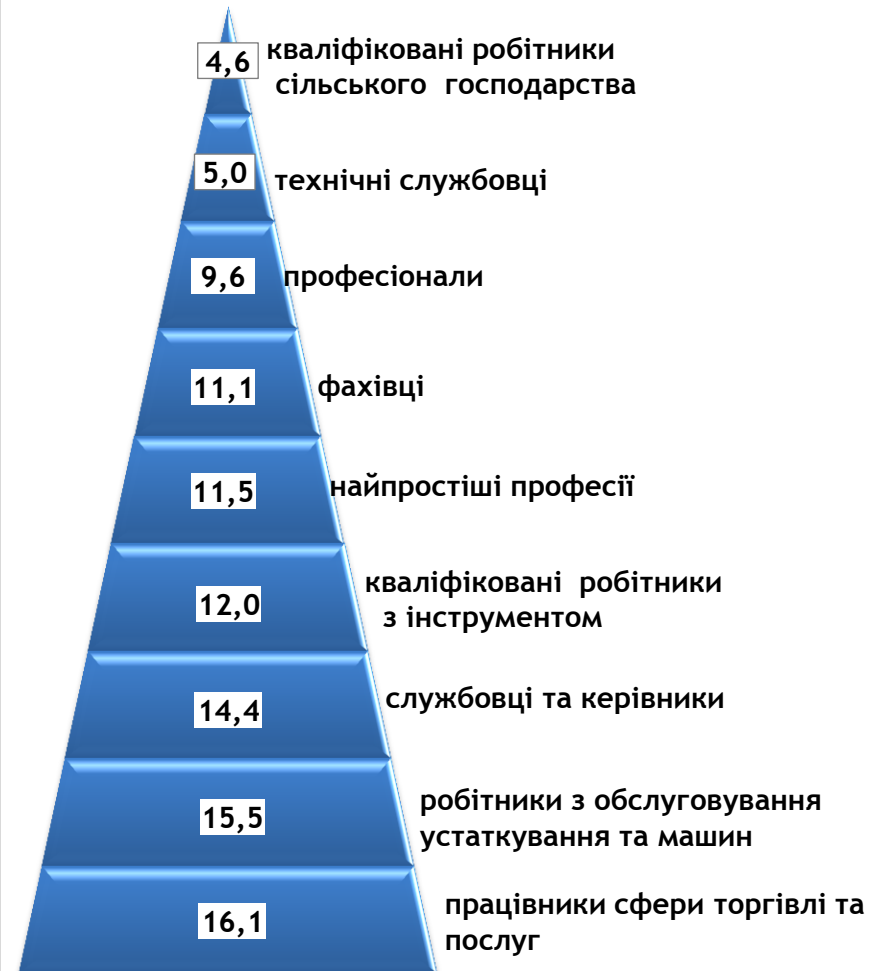 4,6
кваліфіковані робітники
сільського господарства
5,0
технічні службовці
9,6
професіонали
11,1
фахівці
11,5
найпростіші професії
12,0
кваліфіковані робітники
з інструментом
14,4
службовці та керівники
15,5
робітники з обслуговування
устаткування та машин
16,1
працівники сфери торгівлі та
послуг